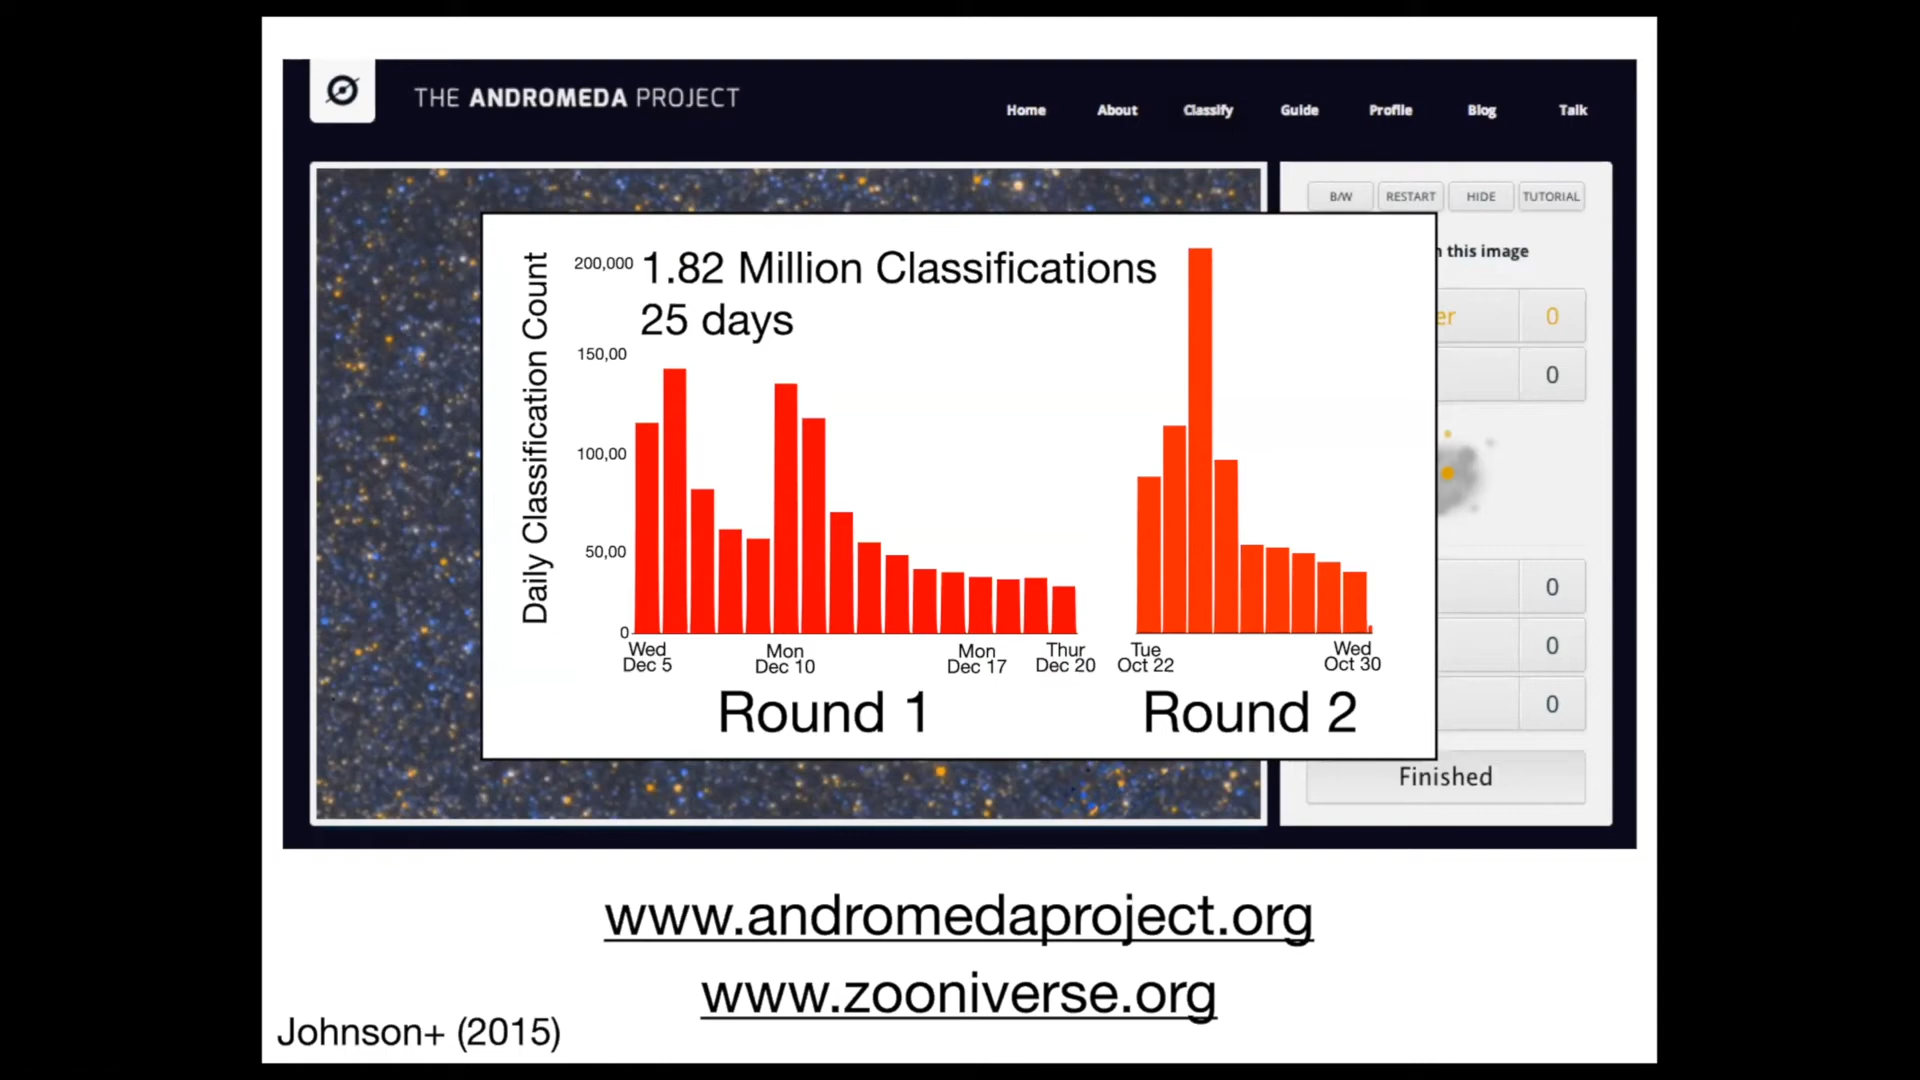 THE ANDROMEDA PROJECT
Home About Classify Guide Profile Blog Talk
B/W RESTART HIDE TUTORIAL
this image
0
0
0
0
0
Finished
Daily Classification Count
1.82 Million Classifications
25 days
200,000
150,00
100,00
50,00
0
Wed
Dec 5
Mon
Dec 10
Mon
Dec 17
Thur
Dec 20
Tue
Oct 22
Wed
Oct 30
Round 1
Round 2
www.andromedaproject.org
www.zooniverse.org
Johnson+ (2015)